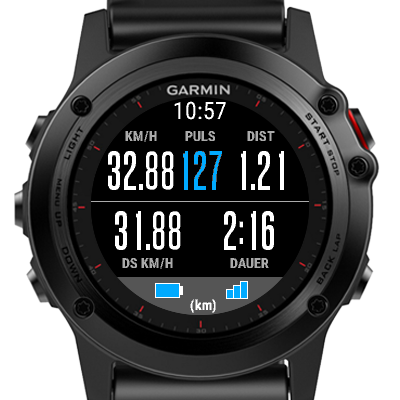 GARMIN
10:57
KM/H PULS DIST
32.88 127 1.21
31.88 2:16
DS KM/H DAUER
(km)
LIGHT
MENU UP
DOWN
START STOP
BACK LAP